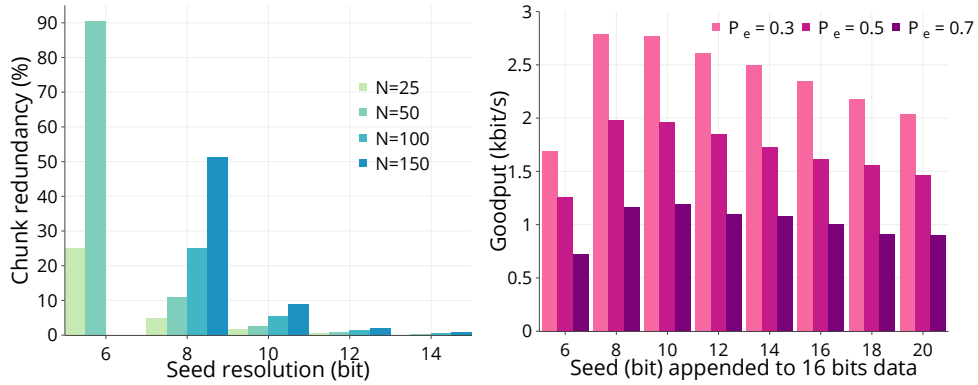 Chunk redundancy (%)
90
80
70
60
50
40
30
20
10
0
N=25
N=50
N=100
N=150
6 8 10 12 14
Seed resolution (bit)
Goodput (kbit/s)
3
2.5
2
1.5
1
0.5
0
P e = 0.3 P e = 0.5 P e = 0.7
6 8 10 12 14 16 18 20
Seed (bit) appended to 16 bits data